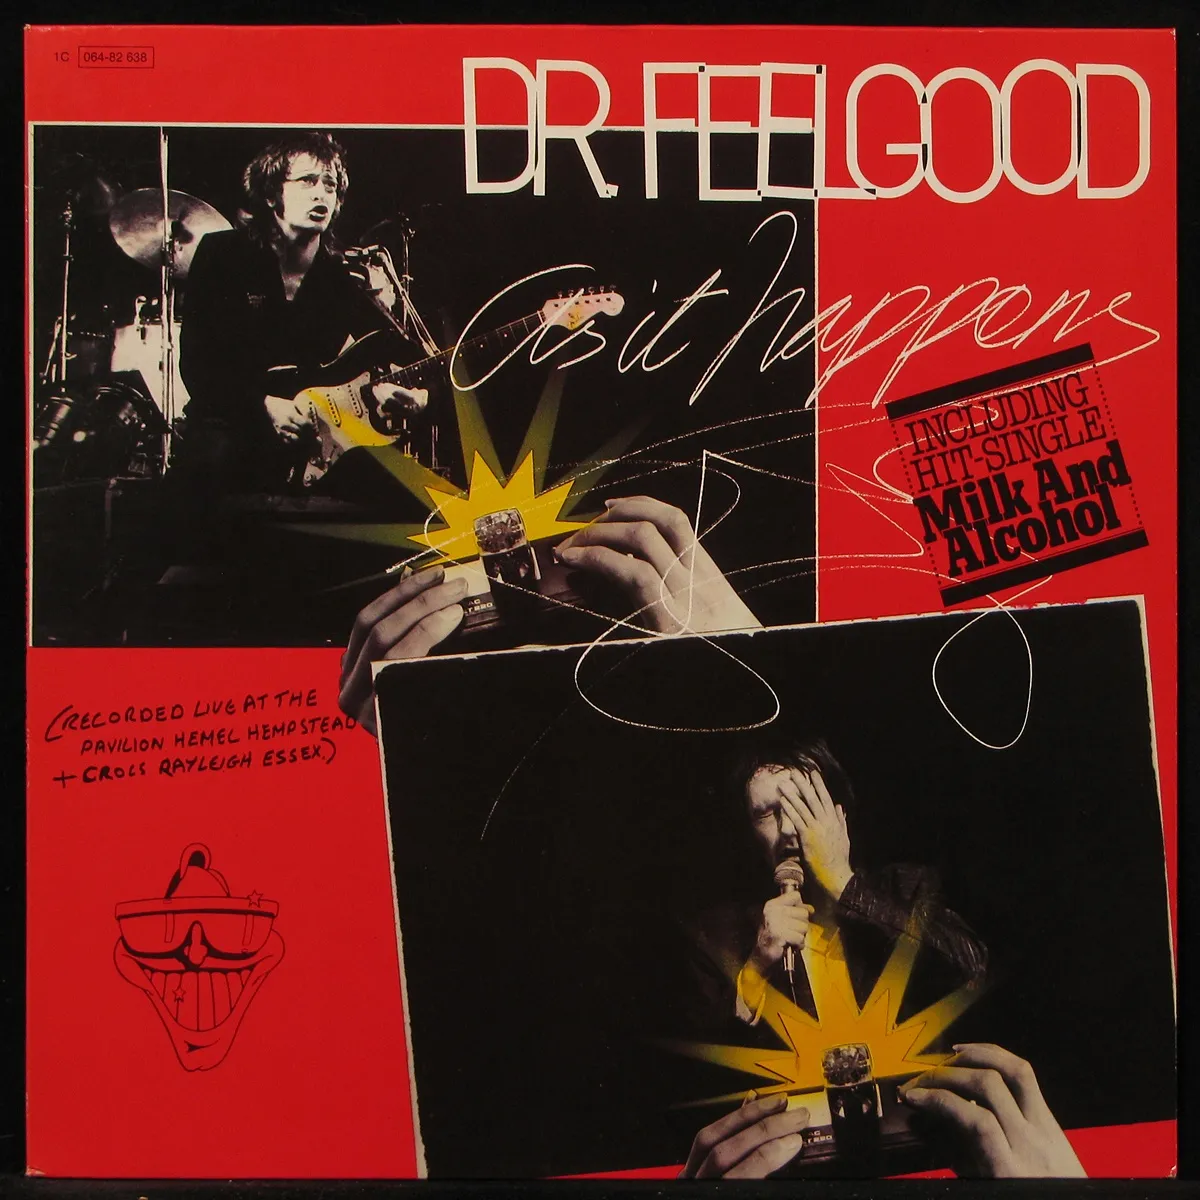 1C 064-82 638
DR. FEELGOOD
as it happens
INCLUDING
HIT-SINGLE
Milk And
Alcohol
(RECORDED LIVE AT THE
PAVILION HEMEL HEMPSTEAD
+ CROCS RAYLEIGH ESSEX.)